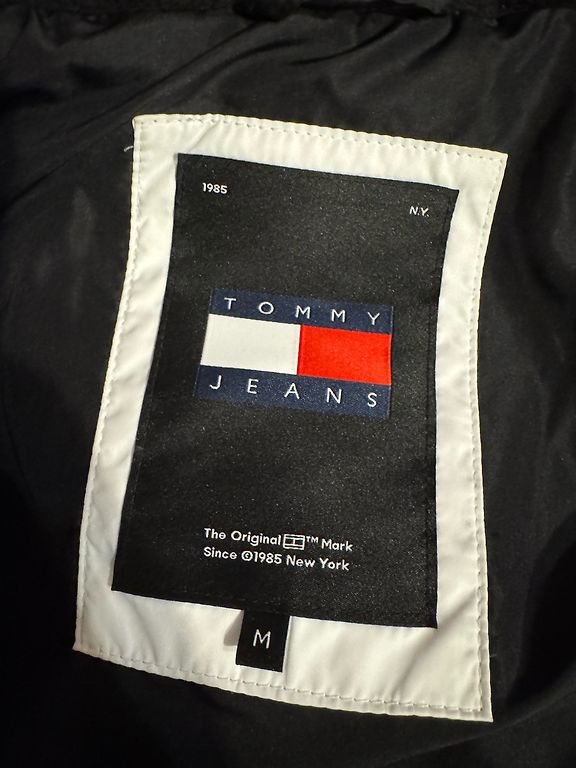 1985
N.Y.
TOMMY
JEANS
The Original ™ Mark
Since ©1985 New York
M